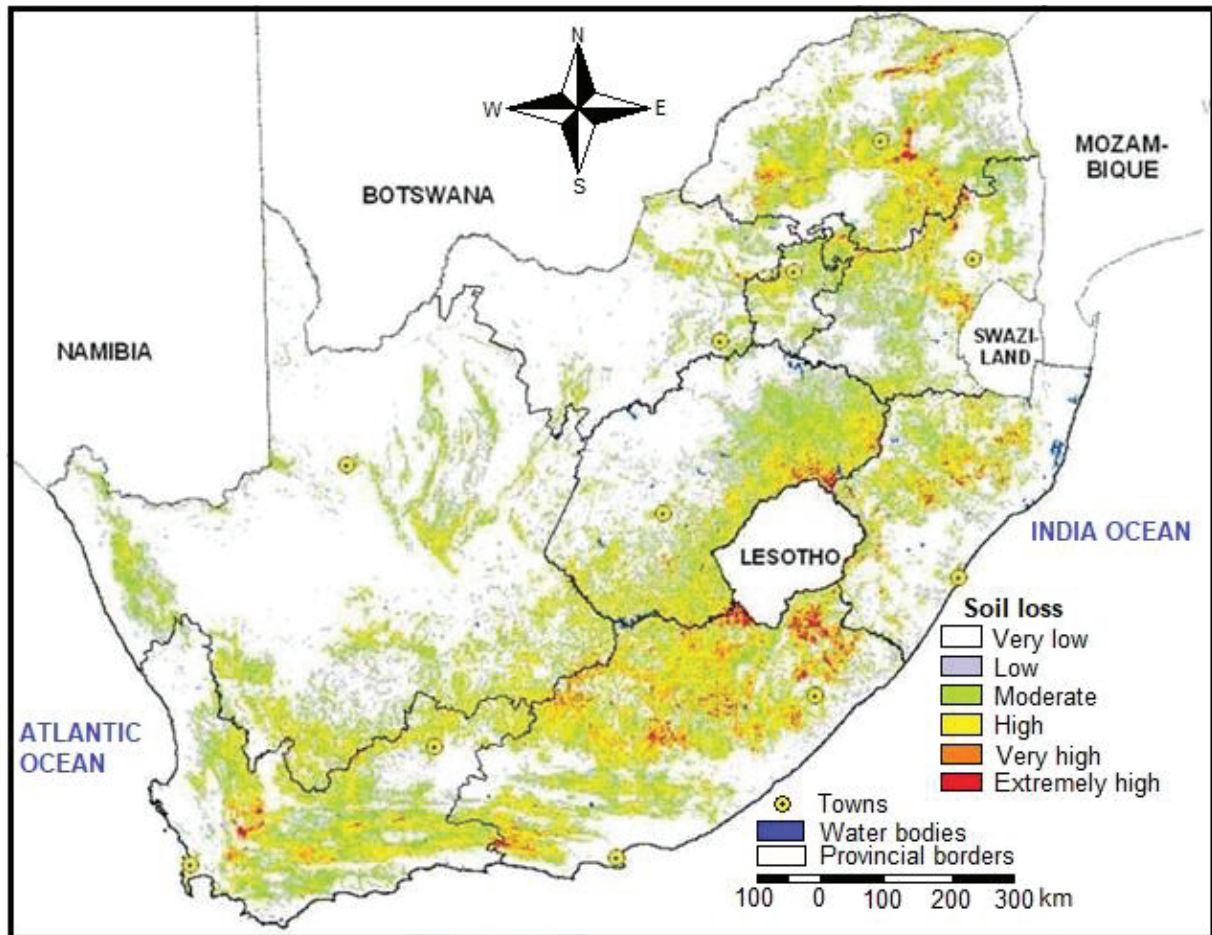 N
W
E
S
MOZAM-
BIQUE
BOTSWANA
NAMIBIA
SWAZI-
LAND
LESOTHO
INDIA OCEAN
ATLANTIC
OCEAN
Soil loss
Very low
Low
Moderate
High
Very high
Extremely high
Towns
Water bodies
Provincial borders
100 0 100 200 300 km